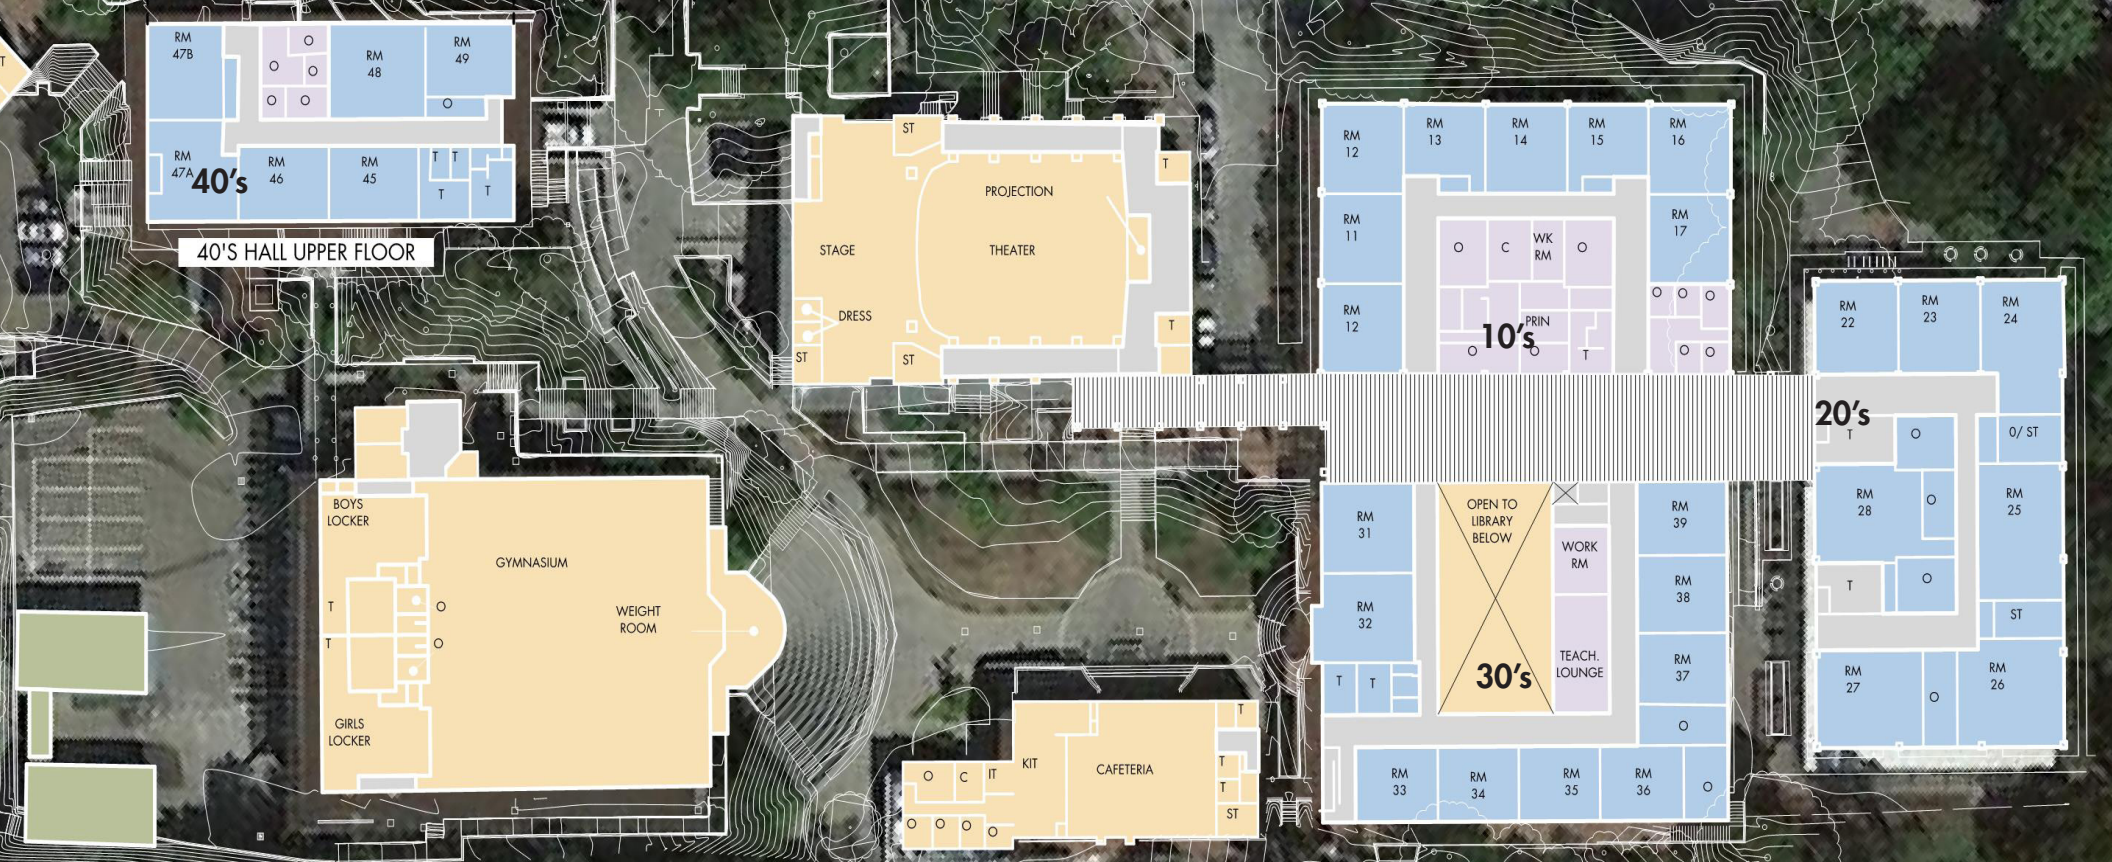 T
RM
47B
O
O
O
O
O
RM
48
RM
49
O
RM
47A
40's
RM
46
RM
45
T
T
T
T
40'S HALL UPPER FLOOR
ST
PROJECTION
T
STAGE
THEATER
DRESS
T
ST
ST
RM
12
RM
13
RM
14
RM
15
RM
16
RM
11
RM
17
O
C
WK
RM
O
RM
12
PRIN
10's
O
O
T
O
O
O
O
O
RM
22
RM
23
RM
24
20's
T
O
O/ ST
RM
28
O
RM
25
T
O
ST
RM
27
O
RM
26
BOYS
LOCKER
GYMNASIUM
WEIGHT
ROOM
T
O
T
O
GIRLS
LOCKER
RM
31
OPEN TO
LIBRARY
BELOW
RM
39
WORK
RM
RM
38
RM
32
TEACH.
LOUNGE
RM
37
30's
T
T
O
RM
33
RM
34
RM
35
RM
36
O
T
O
C
IT
KIT
CAFETERIA
T
T
ST
O
O
O
O